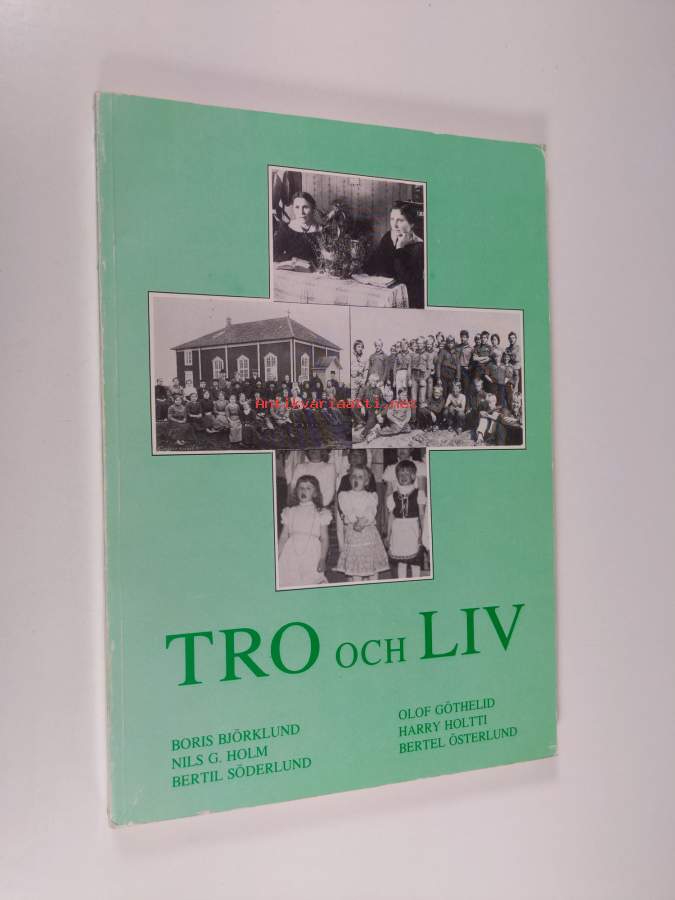 Antikvariaatti.net
TRO OCH LIV
BORIS BJÖRKLUND
NILS G. HOLM
BERTIL SÖDERLUND
OLOF GÖTHELID
HARRY HOLTTI
BERTEL ÖSTERLUND